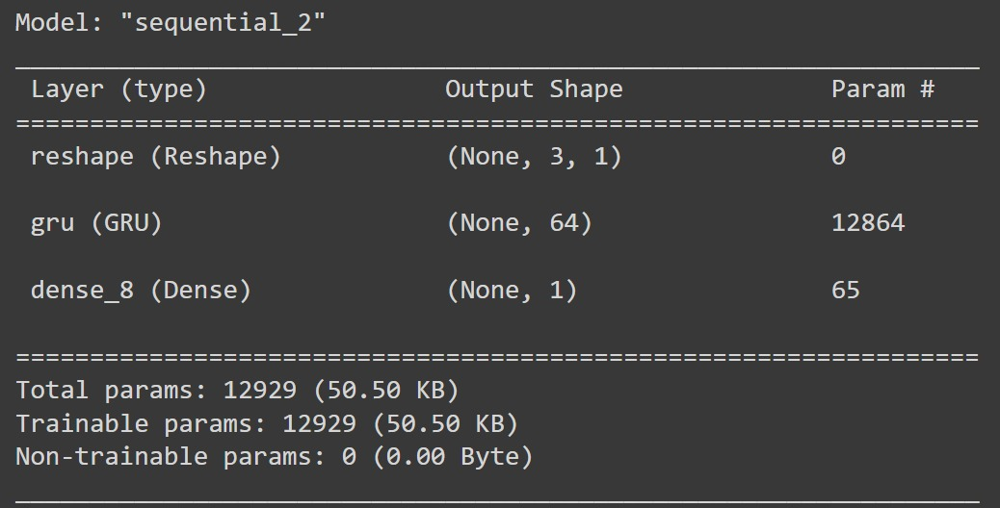 Model: "sequential_2"
_________________________________________________________________
Layer (type) Output Shape Param #
=================================================================
reshape (Reshape) (None, 3, 1) 0
gru (GRU) (None, 64) 12864
dense_8 (Dense) (None, 1) 65
=================================================================
Total params: 12929 (50.50 KB)
Trainable params: 12929 (50.50 KB)
Non-trainable params: 0 (0.00 Byte)
_________________________________________________________________